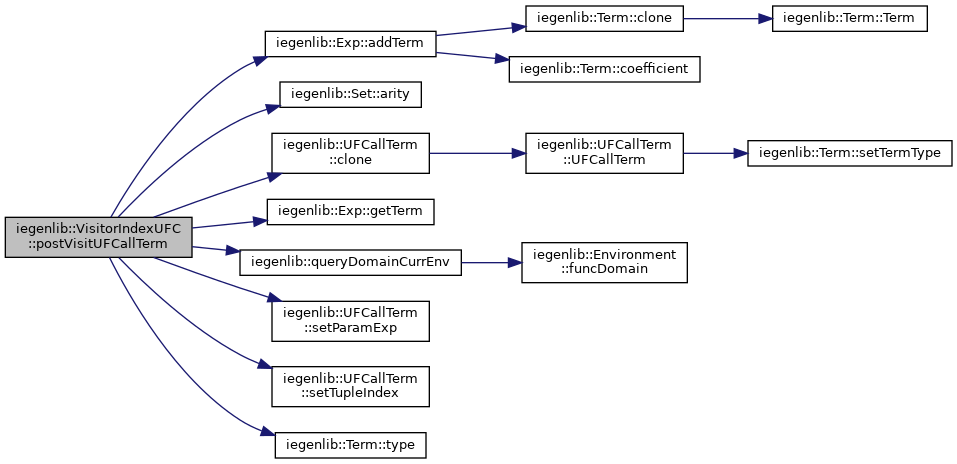 iegenlib::VisitorIndexUFC
::postVisitUFCallTerm
iegenlib::Exp::addTerm
iegenlib::Term::clone
iegenlib::Term::Term
iegenlib::Term::coefficient
iegenlib::Set::arity
iegenlib::UFCallTerm
::clone
iegenlib::UFCallTerm
::UFCallTerm
iegenlib::Term::setTermType
iegenlib::Exp::getTerm
iegenlib::queryDomainCurrEnv
iegenlib::Environment
::funcDomain
iegenlib::UFCallTerm
::setParamExp
iegenlib::UFCallTerm
::setTupleIndex
iegenlib::Term::type